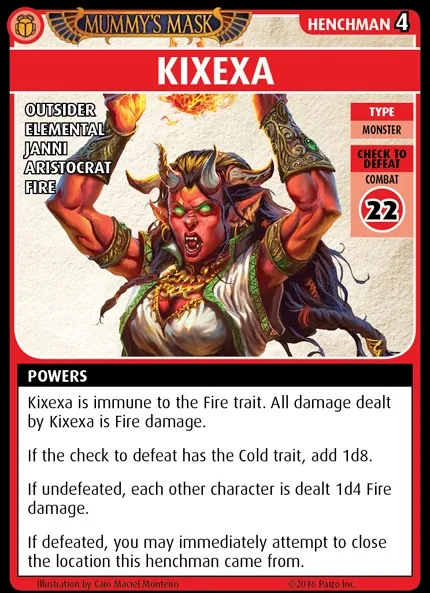 MUMMY'S MASK
HENCHMAN 4
KIXEXA
OUTSIDER
ELEMENTAL
JANNI
ARISTOCRAT
FIRE
TYPE
MONSTER
CHECK TO
DEFEAT
COMBAT
22
POWERS
Kixexa is immune to the Fire trait. All damage dealt
by Kixexa is Fire damage.
If the check to defeat has the Cold trait, add 1d8.
If undefeated, each other character is dealt 1d4 Fire
damage.
If defeated, you may immediately attempt to close
the location this henchman came from.
Illustration by Caio Maciel Monteiro
©2016 Paizo Inc.